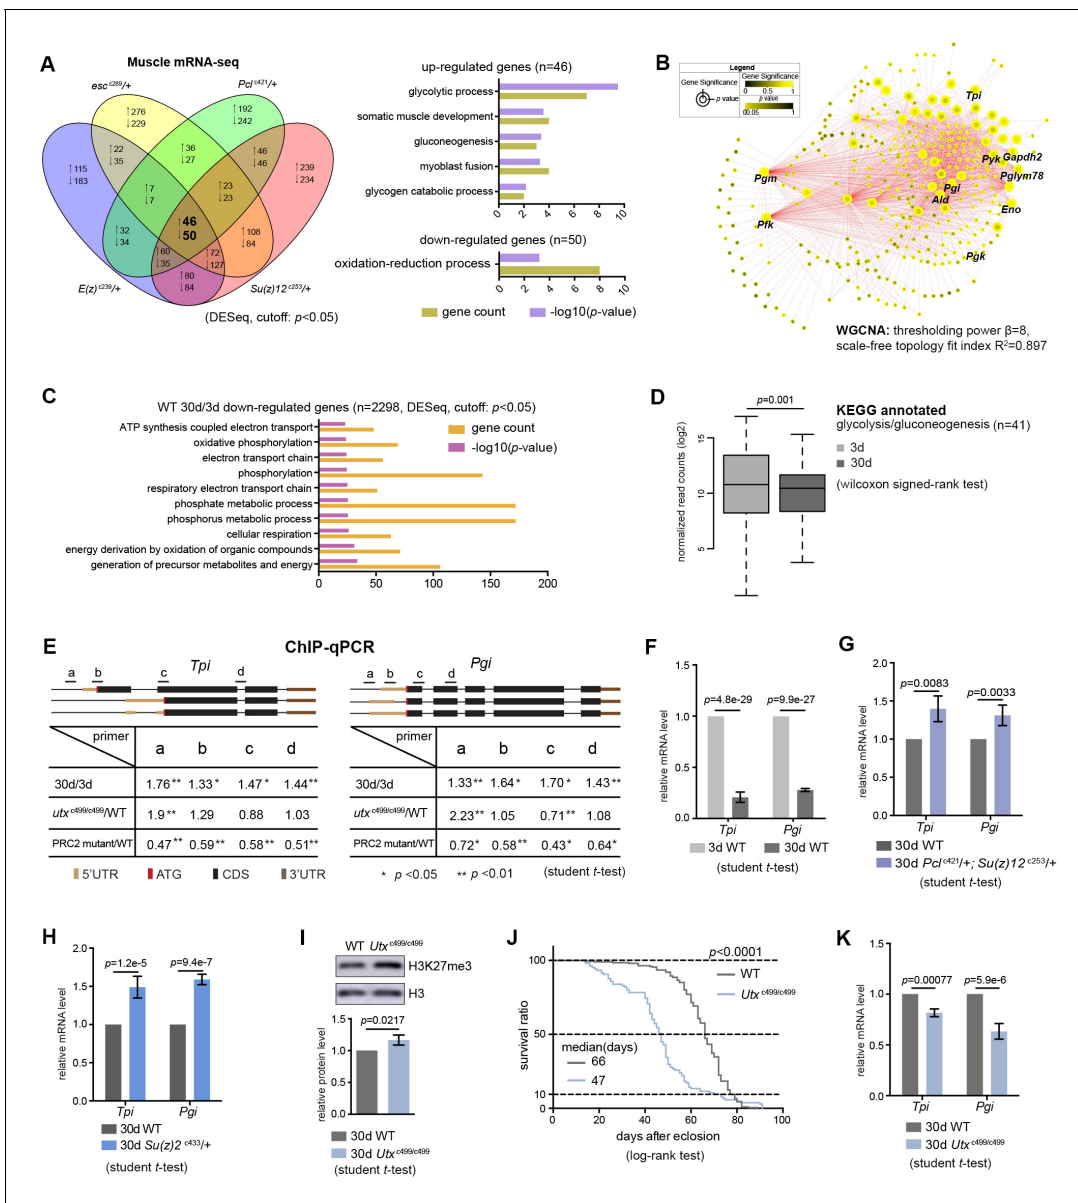 A
Muscle mRNA-seq
esc c289/+
Pcl c421/+
↑276
↓229
↑192
↓242
↑115
↓183
↑22
↓35
↑36
↓27
↑46
↓46
↑239
↓234
↑7
↓7
↑23
↓23
↑46
↓50
↑32
↓34
↑108
↓84
↑60
↓35
↑72
↓127
↑80
↓84
E(z) c239/+
Su(z)12 c253/+
(DESeq, cutoff: p<0.05)
up-regulated genes (n=46)
glycolytic process
somatic muscle development
gluconeogenesis
myoblast fusion
glycogen catabolic process
0 2 4 6 8 10
down-regulated genes (n=50)
oxidation-reduction process
0 2 4 6 8 10
gene count
-log10(p-value)
B
Legend
Gene Significance
p value
Gene Significance
0 0.5 1
p value
0 0.05 1
Tpi
Pyk Gapdh2
Pgm
Pglym78
Pgi
Ald
Eno
Pfk
Pgk
WGCNA: thresholding power β=8,
scale-free topology fit index R2=0.897
C
WT 30d/3d down-regulated genes (n=2298, DESeq, cutoff: p<0.05)
ATP synthesis coupled electron transport
oxidative phosphorylation
electron transport chain
phosphorylation
respiratory electron transport chain
phosphate metabolic process
phosphorus metabolic process
cellular respiration
energy derivation by oxidation of organic compounds
generation of precursor metabolites and energy
0 50 100 150 200
gene count
-log10(p-value)
D
p=0.001
normalized read counts (log2)
15
10
5
KEGG annotated
glycolysis/gluconeogenesis (n=41)
3d
30d
(wilcoxon signed-rank test)
E
ChIP-qPCR
a b c d
Tpi
primer a b c d
30d/3d 1.76** 1.33* 1.47* 1.44**
utx c499/c499/WT 1.9** 1.29 0.88 1.03
PRC2 mutant/WT 0.47** 0.59** 0.58** 0.51**
a b c d
Pgi
primer a b c d
30d/3d 1.33** 1.64* 1.70* 1.43**
utx c499/c499/WT 2.23** 1.05 0.71** 1.08
PRC2 mutant/WT 0.72* 0.58** 0.43* 0.64*
5'UTR ATG CDS 3'UTR
* p <0.05 ** p <0.01
(student t-test)
F
relative mRNA level
1.5
1.0
0.5
0.0
p=4.8e-29 p=9.9e-27
Tpi Pgi
3d WT 30d WT
(student t-test)
G
relative mRNA level
2.0
1.5
1.0
0.5
0.0
p=0.0083 p=0.0033
Tpi Pgi
30d WT
30d Pcl c421/+; Su(z)12 c253/+
(student t-test)
H
relative mRNA level
2.0
1.5
1.0
0.5
0.0
p=1.2e-5 p=9.4e-7
Tpi Pgi
30d WT
30d Su(z)2 c433/+
(student t-test)
I
WT Utx c499/c499
H3K27me3
H3
relative protein level
1.5
1.0
0.5
0.0
p=0.0217
30d WT
30d Utx c499/c499
(student t-test)
J
survival ratio
100
50
10
0
p<0.0001
WT
Utx c499/c499
median(days)
66
47
0 20 40 60 80 100
days after eclosion
(log-rank test)
K
relative mRNA level
1.5
1.0
0.5
0.0
p=0.00077 p=5.9e-6
Tpi Pgi
30d WT
30d Utx c499/c499
(student t-test)